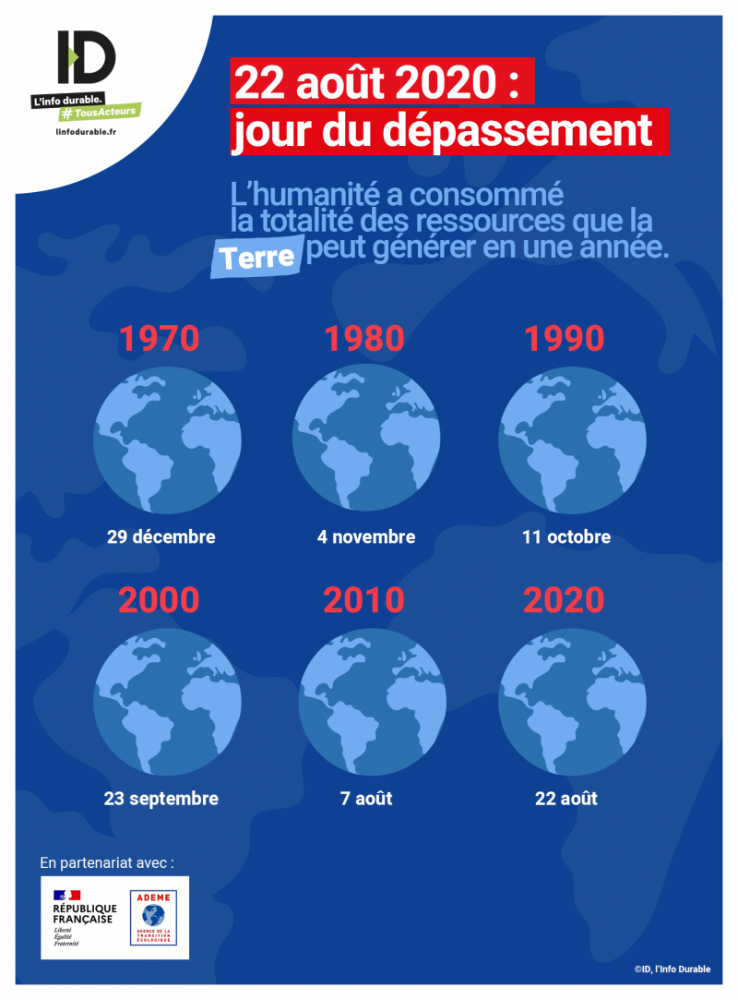 ID
L'info durable.
#TousActeurs
linfodurable.fr
22 août 2020 :
jour du dépassement
L'humanité a consommé
la totalité des ressources que la
Terre peut générer en une année.
1970 1980 1990
29 décembre 4 novembre 11 octobre
2000 2010 2020
23 septembre 7 août 22 août
En partenariat avec :
RÉPUBLIQUE
FRANÇAISE
Liberté
Égalité
Fraternité
ADEME
AGENCE DE LA
TRANSITION
ÉCOLOGIQUE
©ID, l'Info Durable